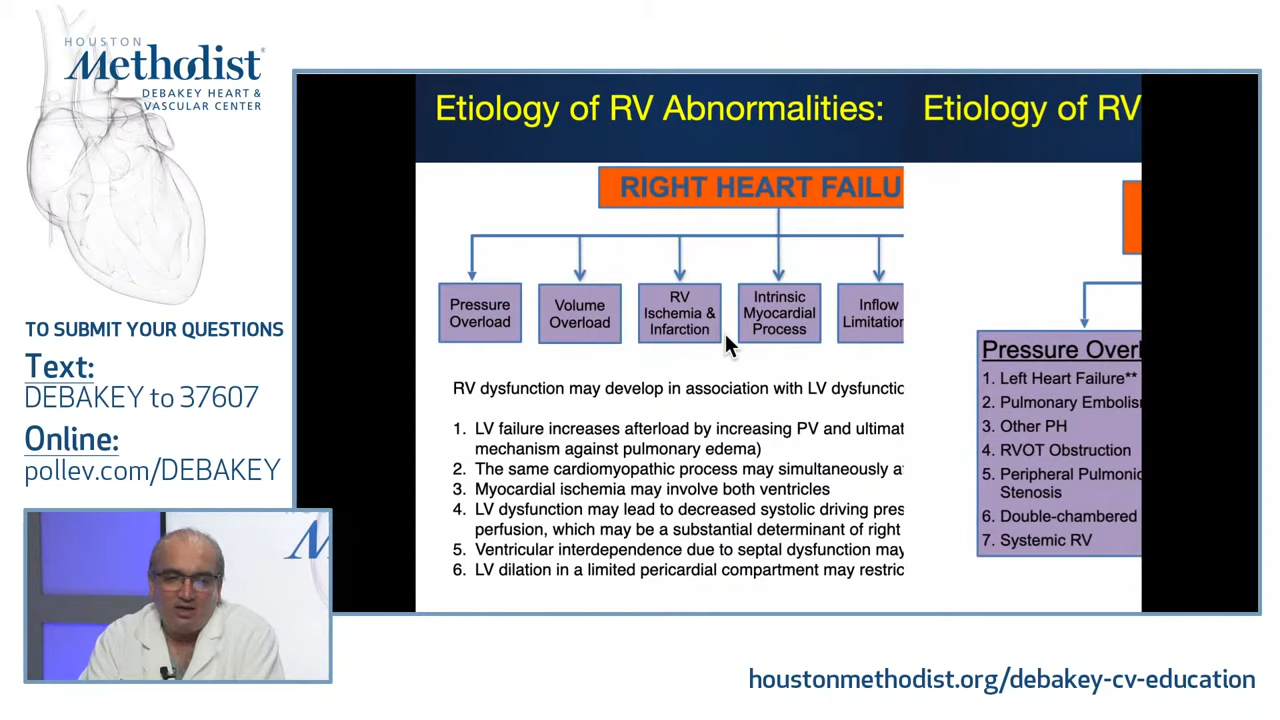 HOUSTON
Methodist®
DEBAKEY HEART &
VASCULAR CENTER
TO SUBMIT YOUR QUESTIONS
Text:
DEBAKEY to 37607
Online:
pollev.com/DEBAKEY
Etiology of RV Abnormalities:
RIGHT HEART FAILU
Pressure
Overload
Volume
Overload
RV
Ischemia &
Infarction
Intrinsic
Myocardial
Process
Inflow
Limitation
RV dysfunction may develop in association with LV dysfunctic
1. LV failure increases afterload by increasing PV and ultimat
mechanism against pulmonary edema)
2. The same cardiomyopathic process may simultaneously a
3. Myocardial ischemia may involve both ventricles
4. LV dysfunction may lead to decreased systolic driving pres
perfusion, which may be a substantial determinant of right
5. Ventricular interdependence due to septal dysfunction may
6. LV dilation in a limited pericardial compartment may restric
Etiology of RV
Pressure Overl
1. Left Heart Failure**
2. Pulmonary Embolism
3. Other PH
4. RVOT Obstruction
5. Peripheral Pulmonic
Stenosis
6. Double-chambered
7. Systemic RV
houstonmethodist.org/debakey-cv-education